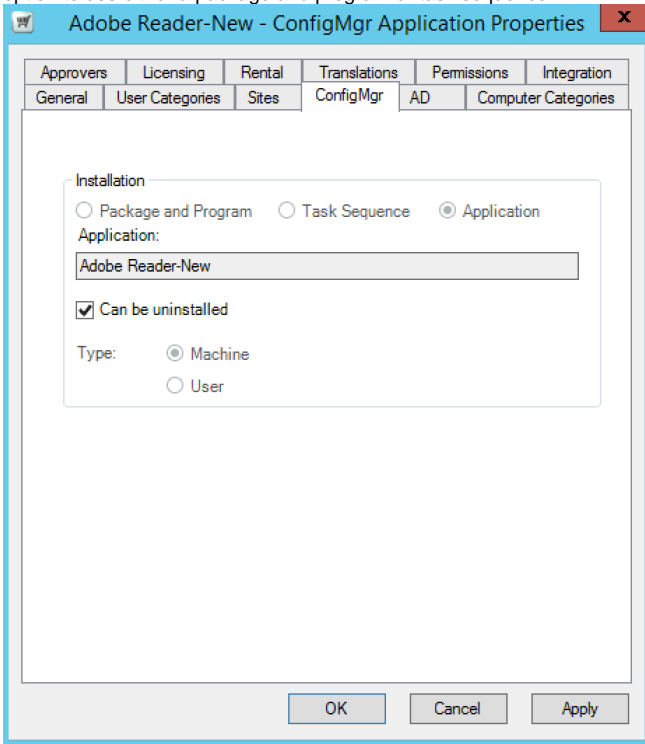 Adobe Reader-New - ConfigMgr Application Properties
x
Approvers Licensing Rental Translations Permissions Integration
General User Categories Sites ConfigMgr AD Computer Categories
Installation
Package and Program Task Sequence Application
Application:
Adobe Reader-New
Can be uninstalled
Type: Machine
User
OK Cancel Apply